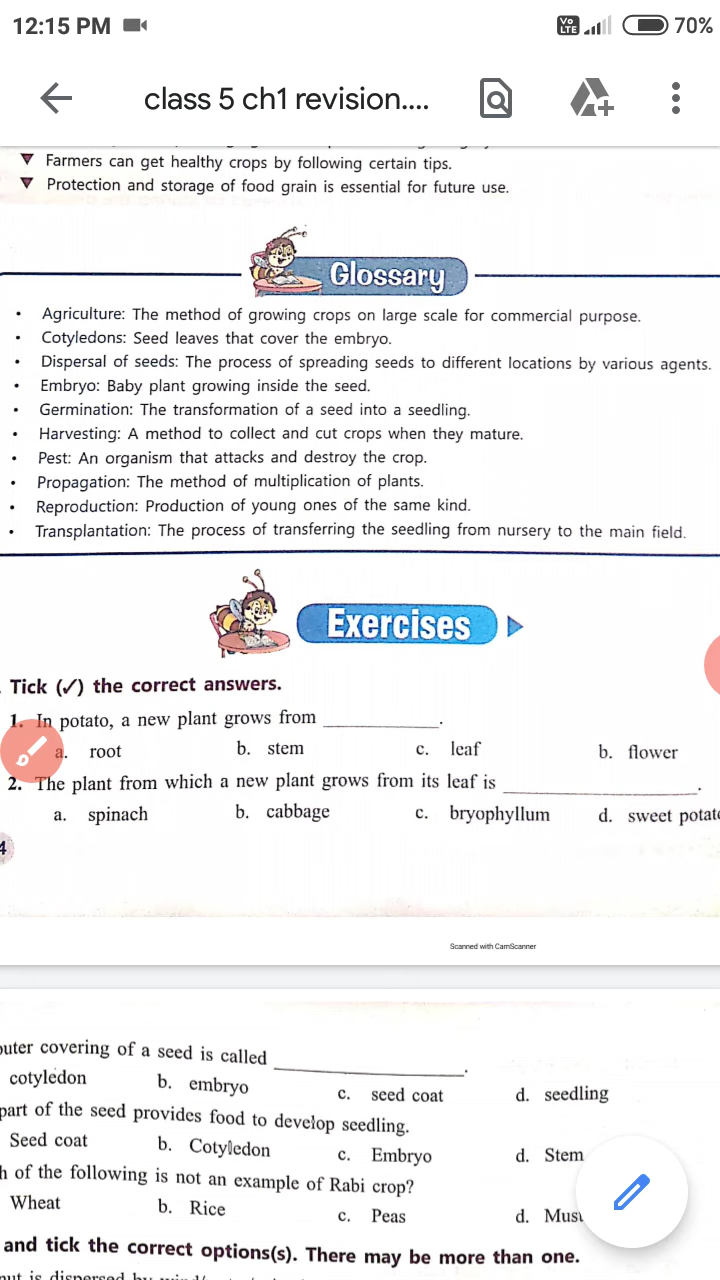 12:15 PM Vo LTE 70%
class 5 ch1 revision....
▼ Farmers can get healthy crops by following certain tips.
▼ Protection and storage of food grain is essential for future use.
Glossary
• Agriculture: The method of growing crops on large scale for commercial purpose.
• Cotyledons: Seed leaves that cover the embryo.
• Dispersal of seeds: The process of spreading seeds to different locations by various agents.
• Embryo: Baby plant growing inside the seed.
• Germination: The transformation of a seed into a seedling.
• Harvesting: A method to collect and cut crops when they mature.
• Pest: An organism that attacks and destroy the crop.
• Propagation: The method of multiplication of plants.
• Reproduction: Production of young ones of the same kind.
• Transplantation: The process of transferring the seedling from nursery to the main field.
Exercises
Tick (✓) the correct answers.
1. In potato, a new plant grows from ____________.
a. root b. stem c. leaf b. flower
2. The plant from which a new plant grows from its leaf is ____________.
a. spinach b. cabbage c. bryophyllum d. sweet potat
4
Scanned with CamScanner
outer covering of a seed is called ____________.
cotyledon b. embryo c. seed coat d. seedling
part of the seed provides food to develop seedling.
Seed coat b. Cotyledon c. Embryo d. Stem
h of the following is not an example of Rabi crop?
Wheat b. Rice c. Peas d. Mus
and tick the correct options(s). There may be more than one.
is dispersed by